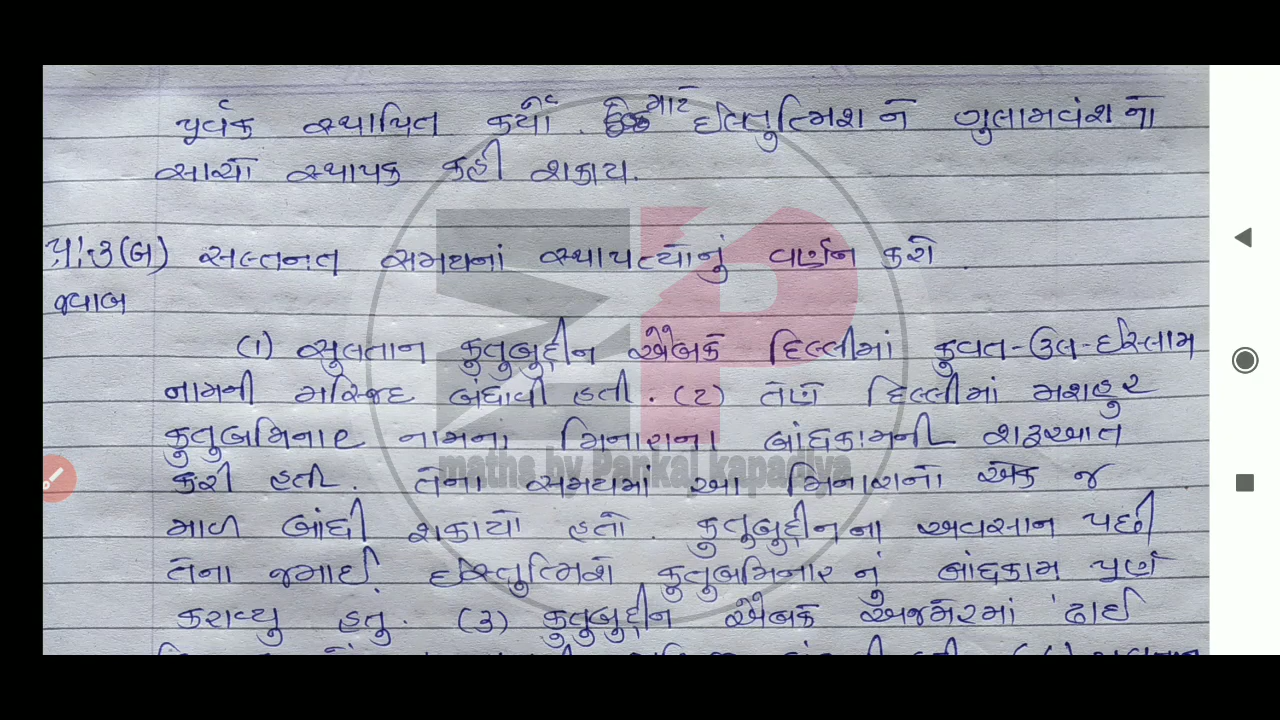 પૂર્વક સ્થાપિત કર્યો. માટે ઈલ્તુત્મિશને ગુલામવંશનો
સાચો સ્થાપક કહી શકાય.
પ્ર.૩(બ) સલ્તનત સમયનાં સ્થાપત્યોનું વર્ણન કરો.
જવાબ
(૧) સુલતાન કુતુબુદ્દીન ઐબકે દિલ્લીમાં કુવત-ઉલ-ઈસ્લામ
નામની મસ્જિદ બંધાવી હતી. (૨) તેણે દિલ્લીમાં મશહુર
કુતુબમિનાર નામનાં મિનારાના બાંધકામની શરૂઆત
કરી હતી. તેના સમયમાં આ મિનારાનો એક જ
maths by Pankaj kapadiya
માળ બાંધી શકાયો હતો. કુતુબુદ્દીનના અવસાન પછી
તેના જમાઈ ઈલ્તુત્મિશે કુતુબમિનારનું બાંધકામ પૂર્ણ
કરાવ્યુ હતું. (૩) કુતુબુદ્દીન ઐબકે અજમેરમાં 'ઢાઈ